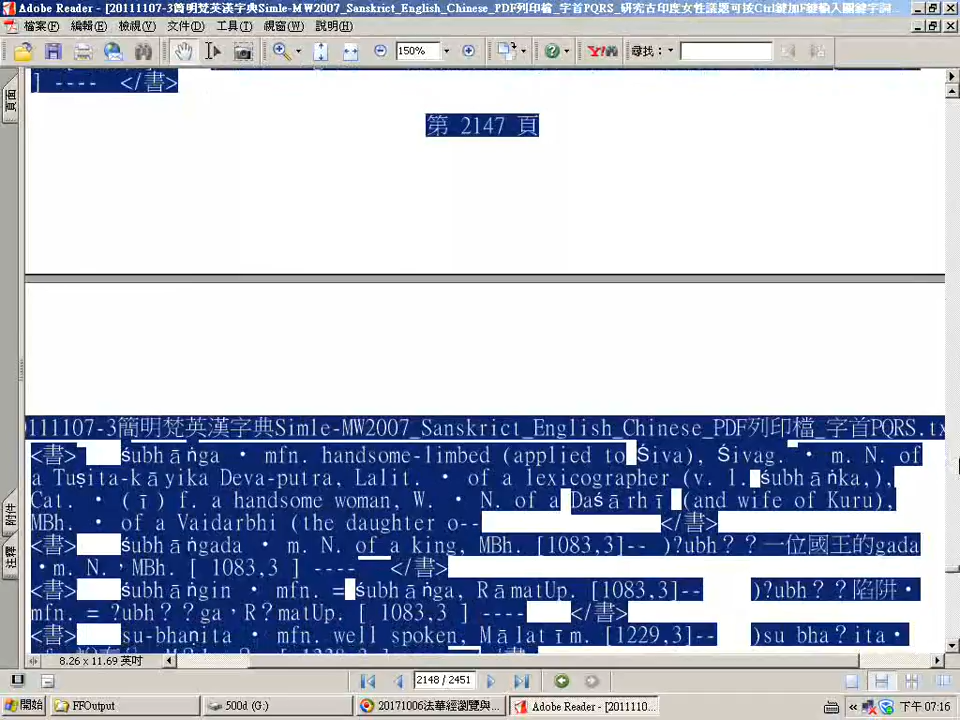 Adobe Reader - [20111107-3簡明梵英漢字典Simle-MW2007_Sanskrict_English_Chinese_PDF列印檔_字首PQRS_研究古印度女性議題可按Ctrl鍵加F鍵輸入關鍵字詞...
檔案(F) 編輯(E) 檢視(V) 文件(D) 工具(T) 視窗(W) 說明(H)
150% Y! 尋找:
頁面
] ---- </書>
第 2147 頁
111107-3簡明梵英漢字典Simle-MW2007_Sanskrict_English_Chinese_PDF列印檔_字首PQRS.tx
<書> śubhāṅga · mfn. handsome-limbed (applied to Śiva), Śivag. · m. N. of
a Tuṣita-kāyika Deva-putra, Lalit. · of a lexicographer (v. l. śubhāṅka,),
Cat. · (ī) f. a handsome woman, W. · N. of a Daśārhī (and wife of Kuru),
MBh. · of a Vaidarbhi (the daughter o-- </書>
<書> śubhāṅgada · m. N. of a king, MBh. [1083,3]-- )?ubh??一位國王的gada
·m. N.,MBh. [ 1083,3 ] ---- </書>
<書> śubhāṅgin · mfn. = śubhāṅga, RāmatUp. [1083,3]-- )?ubh??陷阱·
mfn. = ?ubh??ga,R?matUp. [ 1083,3 ] ---- </書>
<書> su-bhaṇita · mfn. well spoken, Mālatīm. [1229,3]-- )su bha?ita·
附件
注釋
8.26 x 11.69 英吋
2148 / 2451
開始 FFOutput 500d (G:) 20171006法華經瀏覽與... Adobe Reader - [2011110... 下午 07:16